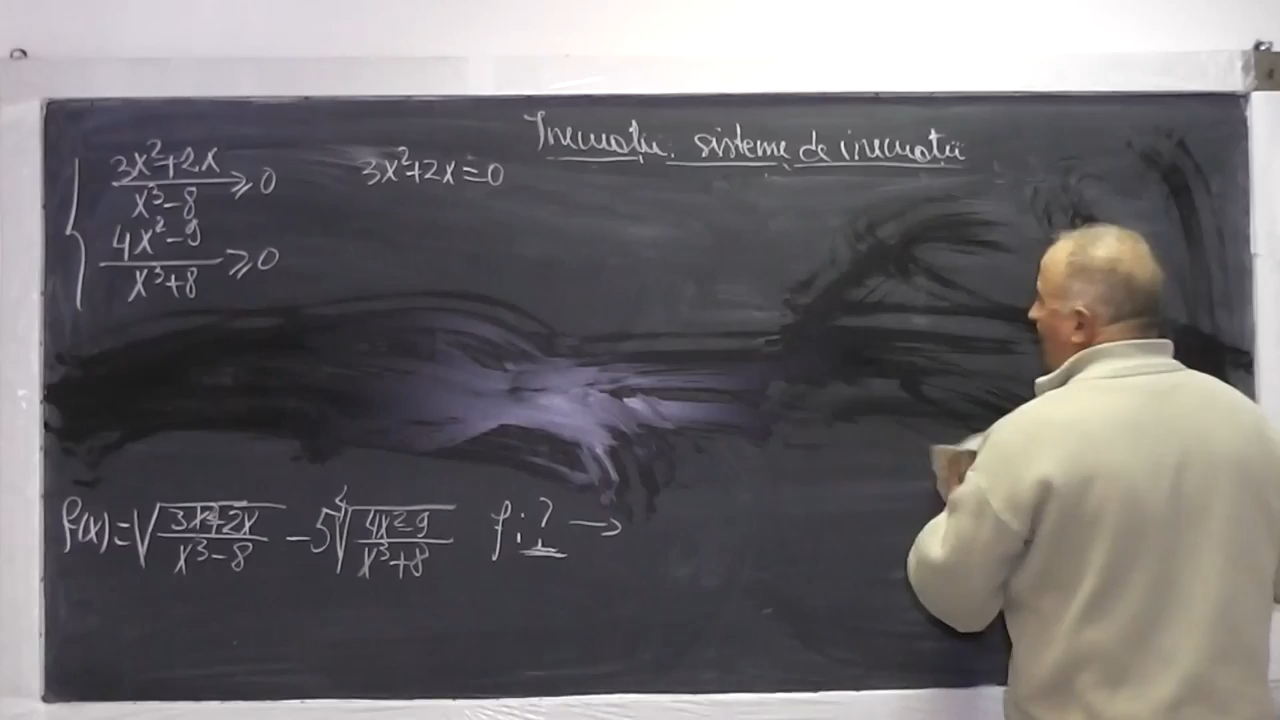 Inecuații. sisteme de inecuații
3x²+2x / x³-8 ⩾ 0
3x²+2x=0
4x²-9 / x³+8 ⩾ 0
f(x)=√(3x²+2x / x³-8) - 5∜(4x²-9 / x³+8) f:? →